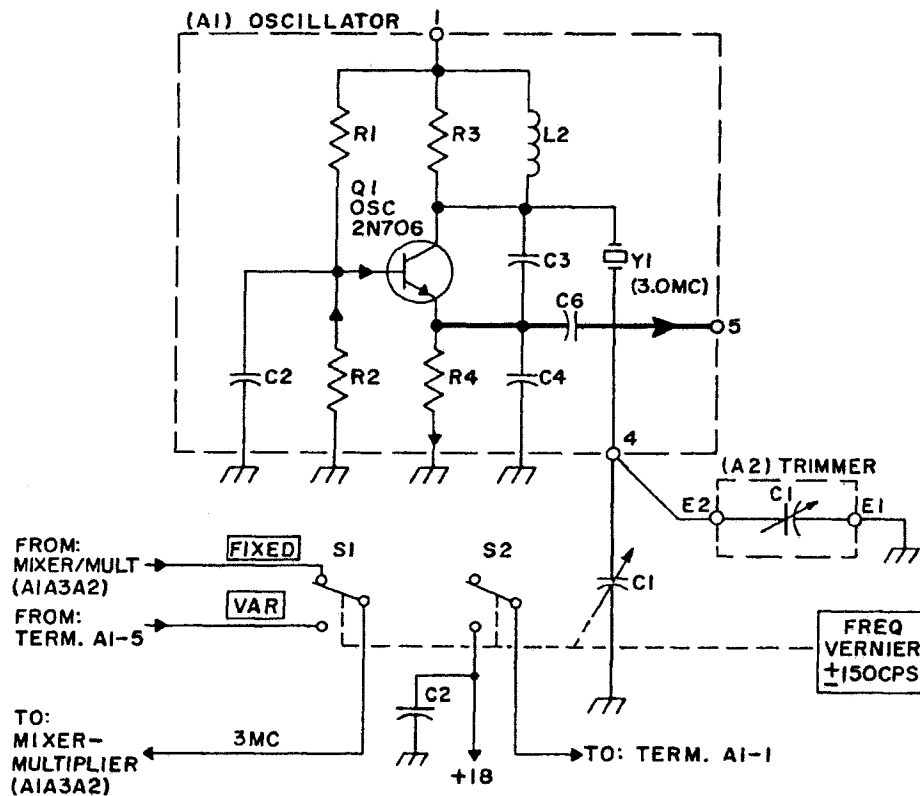 (A1) OSCILLATOR
1
R1
R3
L2
Q1
OSC
2N706
C3
Y1
(3.0MC)
C6
5
C2
R2
R4
C4
4
(A2) TRIMMER
C1
E2
E1
FROM:
MIXER/MULT
(A1A3A2)
FIXED
S1
S2
C1
FROM:
TERM. A1-5
VAR
FREQ
VERNIER
±150CPS
C2
TO:
MIXER-
MULTIPLIER
(A1A3A2)
3MC
+18
TO: TERM. A1-1